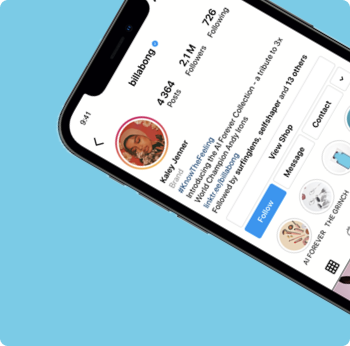 9:41
billabong
4 364
Posts
2,1 M
Followers
726
Following
Kaley Jenner
Brand
#KnowTheFeeling
Introducing the AI Forever Collection - a tribute to 3x
World Champion Andy Irons
linktr.ee/billabong
Followed by surfinglens, selfshaper and 13 others
View Shop
Follow
Message
Contact
AI FOREVER
THE GRINCH